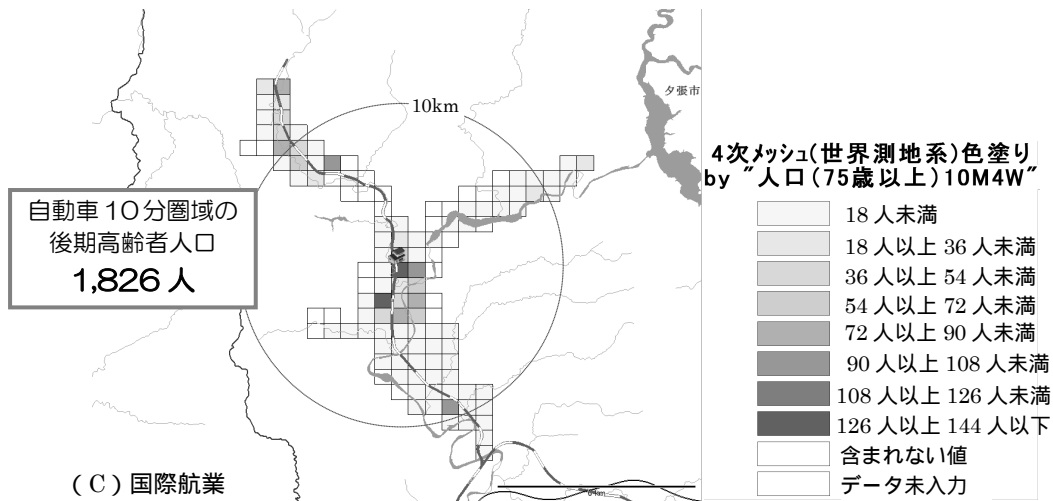 10km
夕張市
自動車10分圏域の
後期高齢者人口
1,826人
4次メッシュ(世界測地系)色塗り
by "人口(75歳以上)10M4W"
18人未満
18人以上36人未満
36人以上54人未満
54人以上72人未満
72人以上90人未満
90人以上108人未満
108人以上126人未満
126人以上144人以下
含まれない値
データ未入力
(C)国際航業